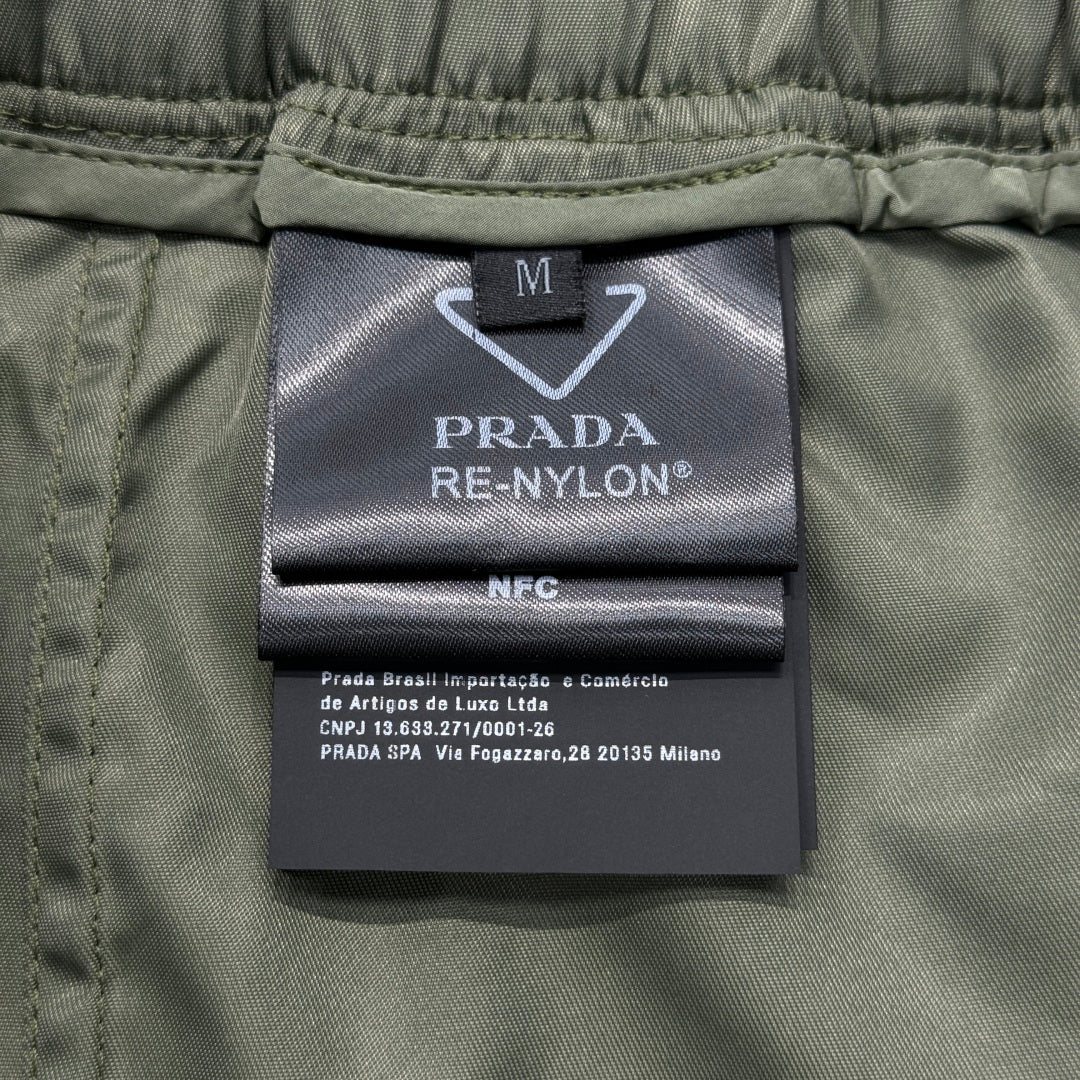 M
PRADA
RE-NYLON®
NFC
Prada Brasil Importação e Comércio
de Artigos de Luxo Ltda
CNPJ 13.633.271/0001-26
PRADA SPA Via Fogazzaro,28 20135 Milano